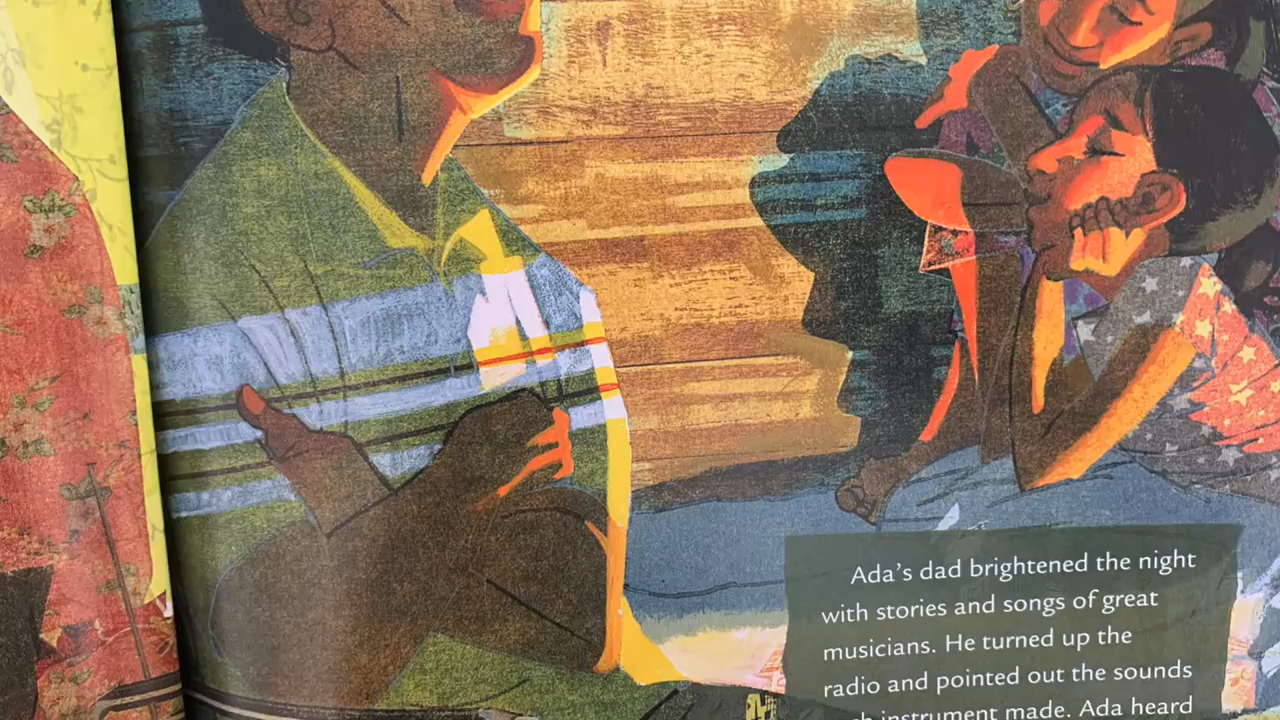 Ada's dad brightened the night
with stories and songs of great
musicians. He turned up the
radio and pointed out the sounds
instrument made. Ada heard